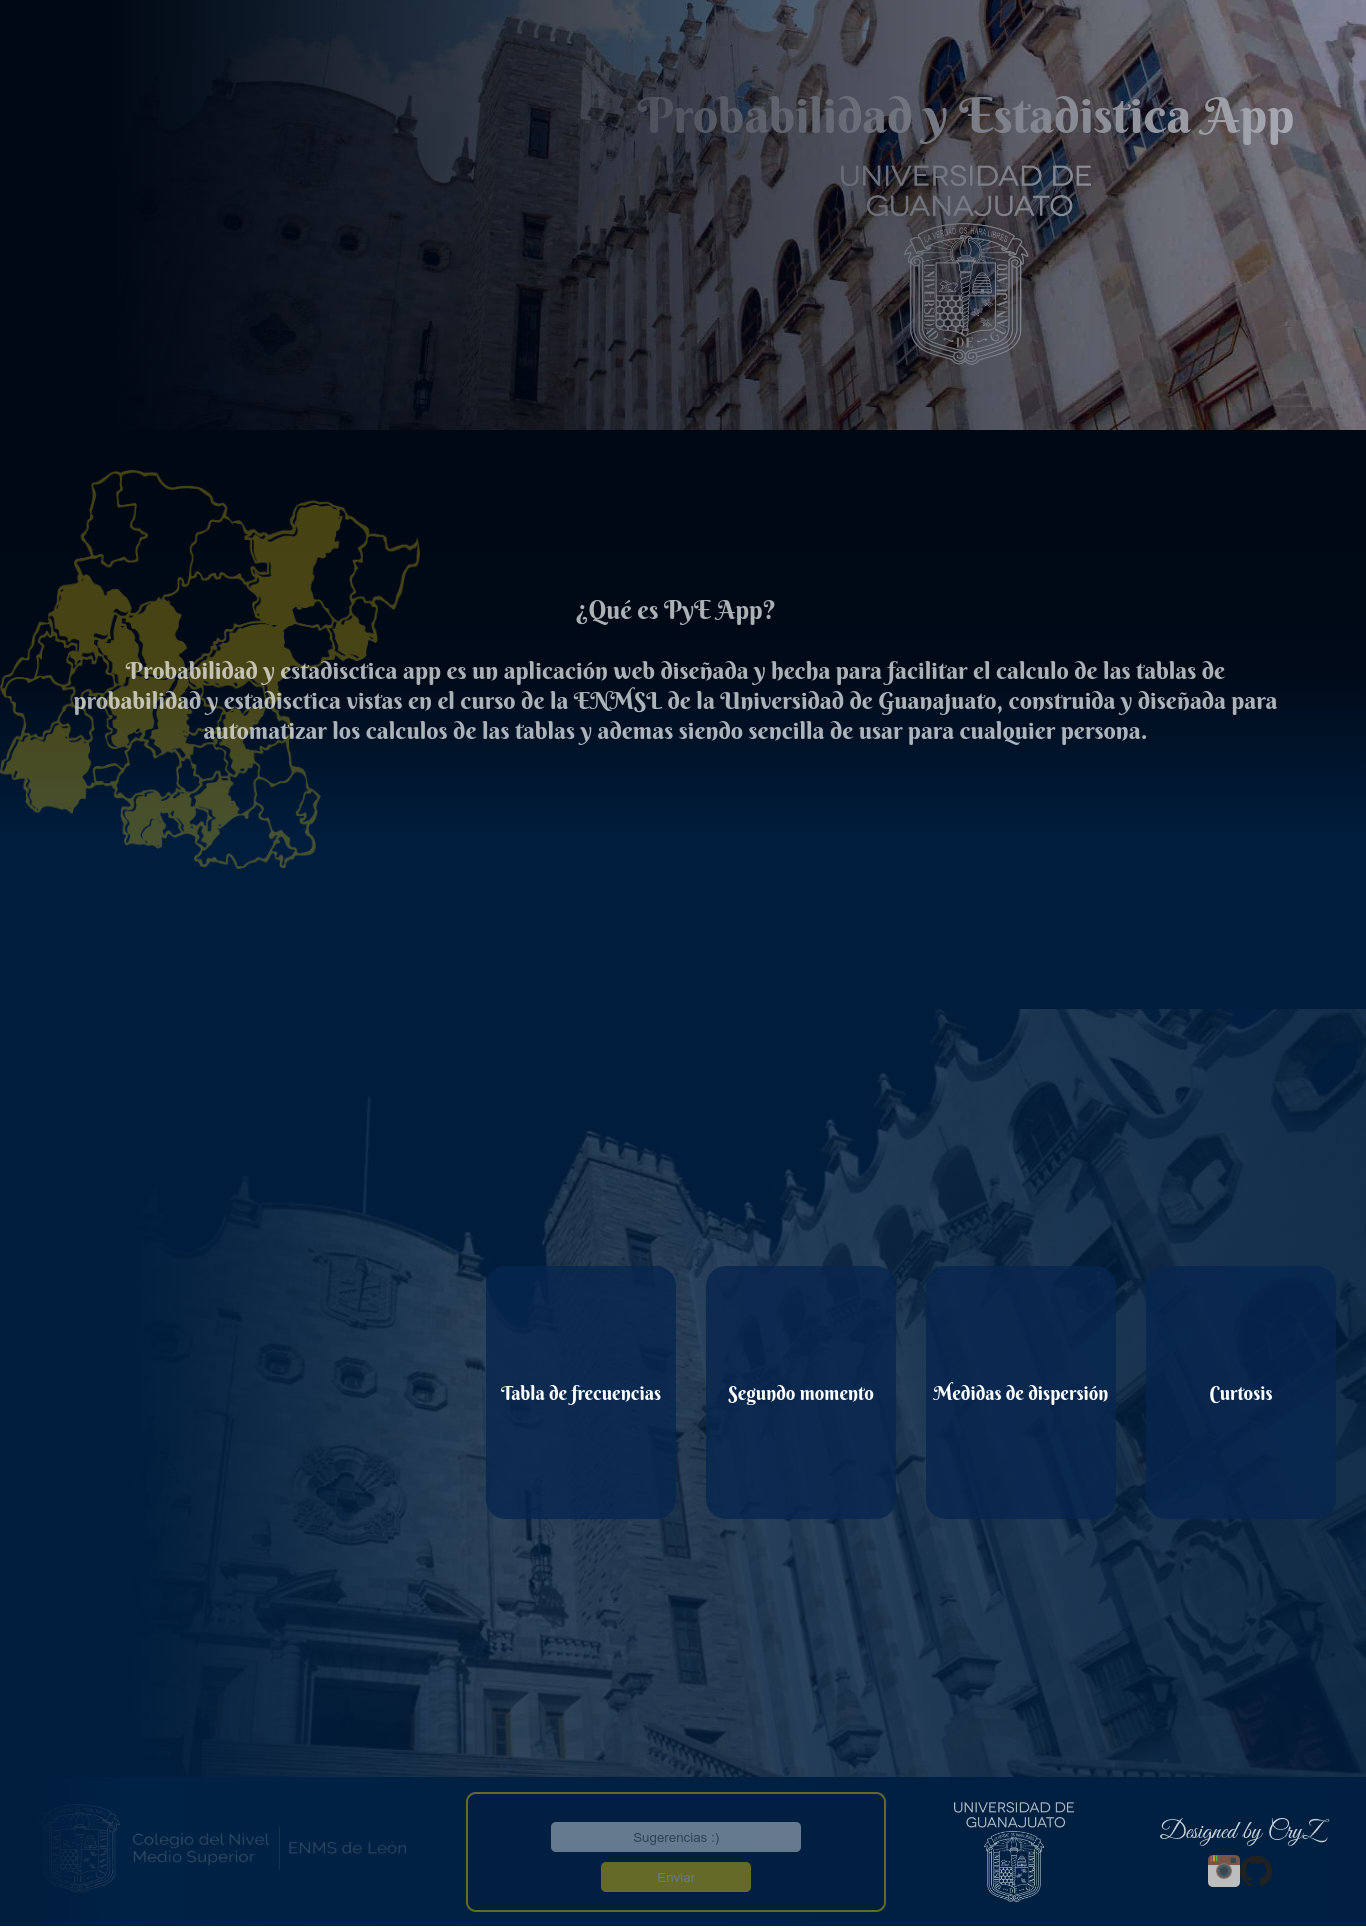 Probabilidad y Estadistica App
UNIVERSIDAD DE
GUANAJUATO
LA VERDAD OS HARA LIBRES
UNIVERSIDAD
DE
GUANAJUATO
¿Qué es PyE App?
Probabilidad y estadisctica app es un aplicación web diseñada y hecha para facilitar el calculo de las tablas de
probabilidad y estadisctica vistas en el curso de la ENMSL de la Universidad de Guanajuato, construida y diseñada para
automatizar los calculos de las tablas y ademas siendo sencilla de usar para cualquier persona.
Tabla de frecuencias
Segundo momento
Medidas de dispersión
Curtosis
Colegio del Nivel
Medio Superior
ENMS de León
Sugerencias :)
Enviar
UNIVERSIDAD DE
GUANAJUATO
Designed by CryZ